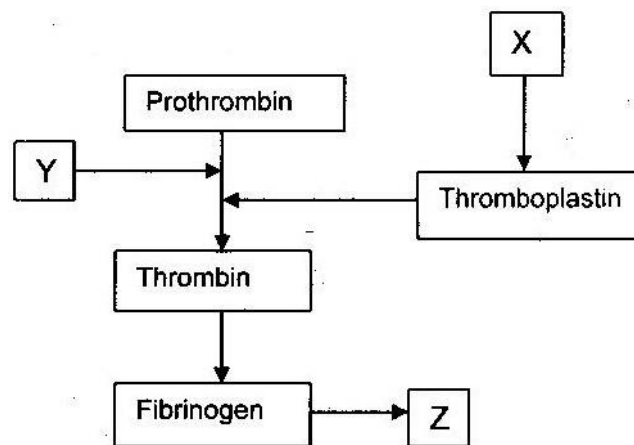 X
Prothrombin
Y
Thromboplastin
Thrombin
Fibrinogen
Z